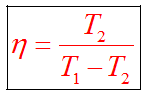 η = T₂ / (T₁ − T₂)